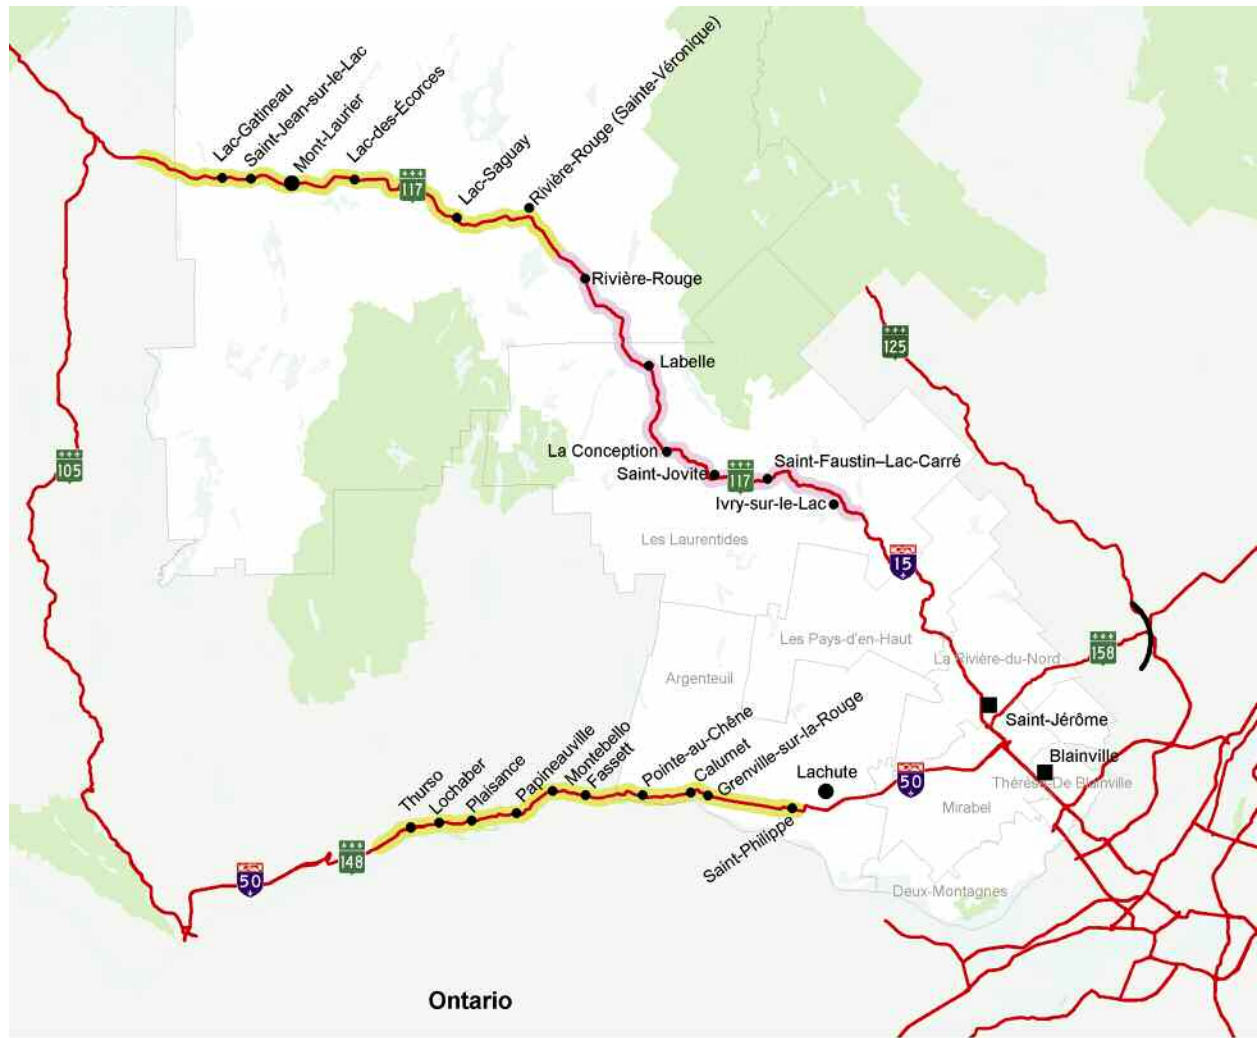 Lac-Gatineau
Saint-Jean-sur-le-Lac
Mont-Laurier
Lac-des-Écorces
117
Lac-Saguay
Rivière-Rouge (Sainte-Véronique)
Rivière-Rouge
125
Labelle
105
La Conception
Saint-Jovite
117
Saint-Faustin–Lac-Carré
Ivry-sur-le-Lac
Les Laurentides
15
Les Pays-d'en-Haut
La Rivière-du-Nord
158
Argenteuil
Saint-Jérôme
Blainville
Thérèse-De Blainville
Mirabel
Thurso
Lochaber
Plaisance
Papineauville
Montebello
Fassett
Pointe-au-Chêne
Calumet
Grenville-sur-la-Rouge
Lachute
50
Saint-Philippe
148
50
Deux-Montagnes
Ontario